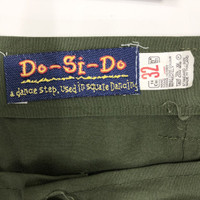 Do-Si-Do
a dance step, used in square Dancing
32